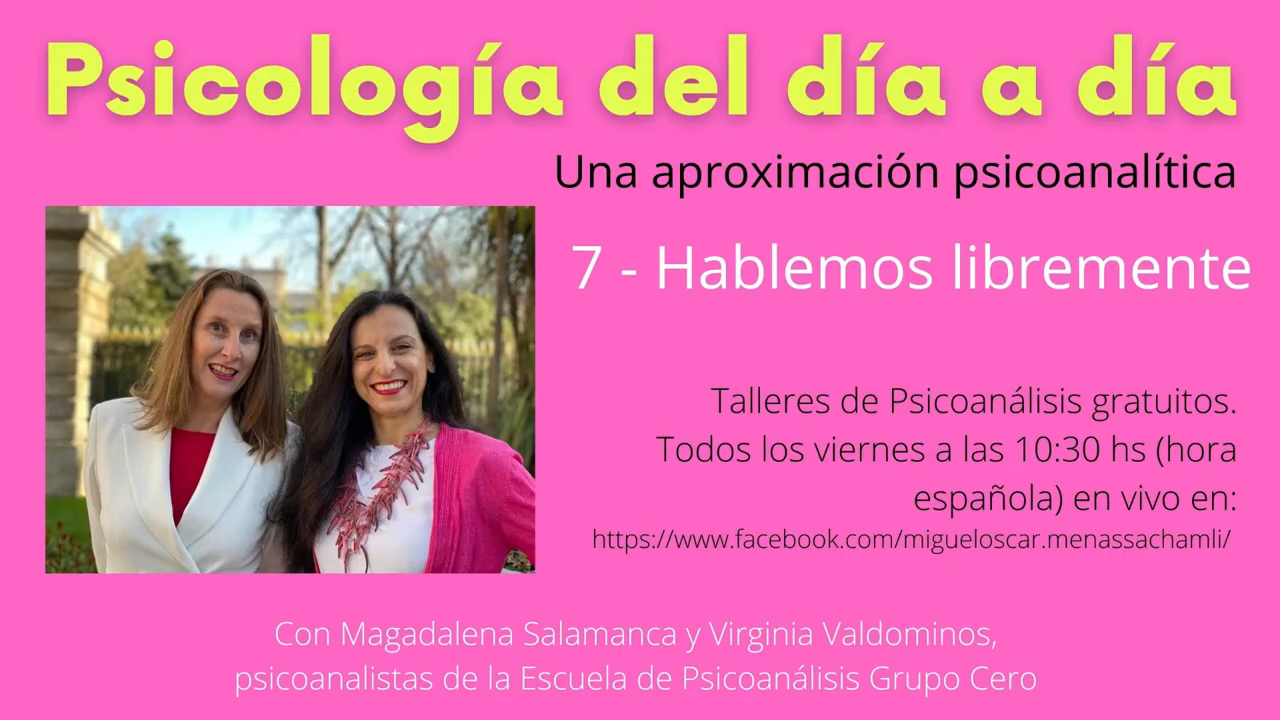 Psicología del día a día
Una aproximación psicoanalítica
7 - Hablemos libremente
Talleres de Psicoanálisis gratuitos.
Todos los viernes a las 10:30 hs (hora
española) en vivo en:
https://www.facebook.com/migueloscar.menassachamli/
Con Magadalena Salamanca y Virginia Valdominos,
psicoanalistas de la Escuela de Psicoanálisis Grupo Cero